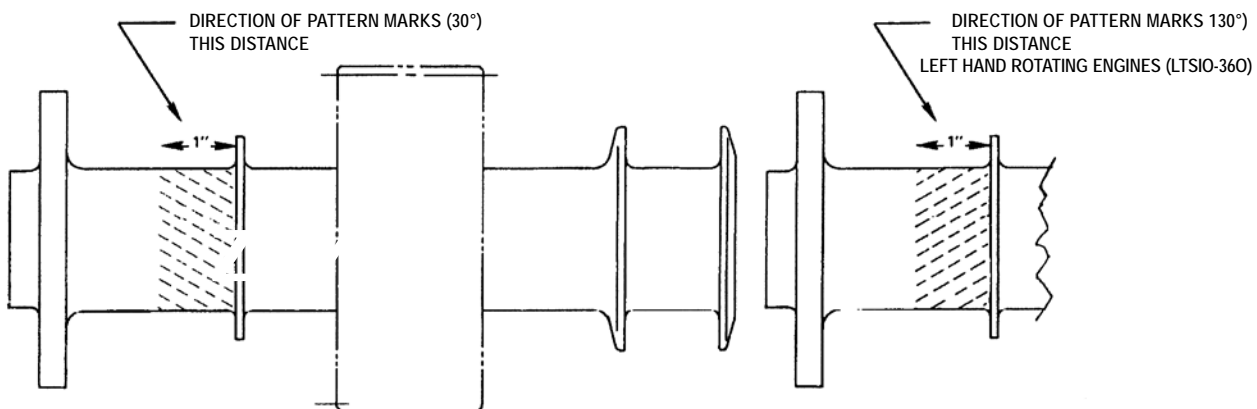 DIRECTION OF PATTERN MARKS (30°)
THIS DISTANCE
1"
DIRECTION OF PATTERN MARKS 130°)
THIS DISTANCE
LEFT HAND ROTATING ENGINES (LTSIO-36O)
1"